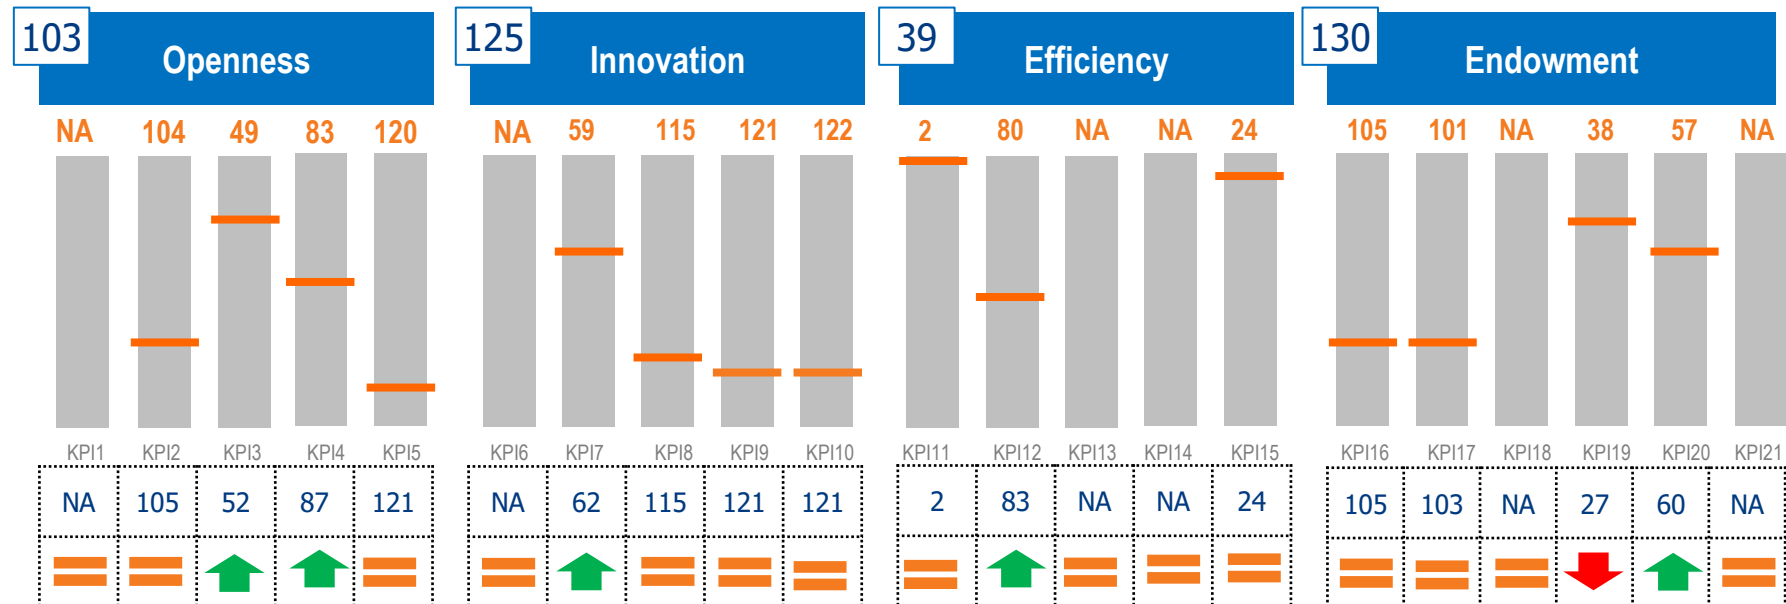 103 125 39 130
Openness Innovation Efficiency Endowment
NA 104 49 83 120 NA 59 115 121 122 2 80 NA NA 24 105 101 NA 38 57 NA
KPI1 KPI2 KPI3 KPI4 KPI5 KPI6 KPI7 KPI8 KPI9 KPI10 KPI11 KPI12 KPI13 KPI14 KPI15 KPI16 KPI17 KPI18 KPI19 KPI20 KPI21
NA 105 52 87 121 NA 62 115 121 121 2 83 NA NA 24 105 103 NA 27 60 NA